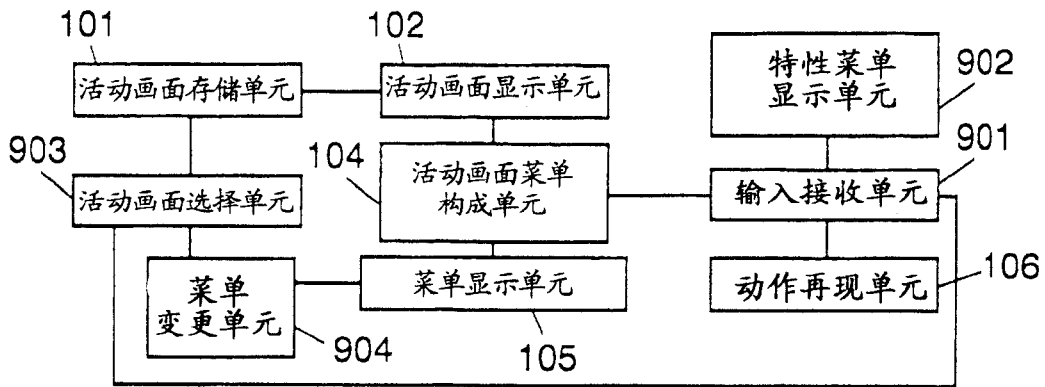 101
活动画面存储单元
102
活动画面显示单元
特性菜单
显示单元
902
903
活动画面选择单元
104
活动画面菜单
构成单元
901
输入接收单元
菜单
变更单元
904
菜单显示单元
105
动作再现单元
106